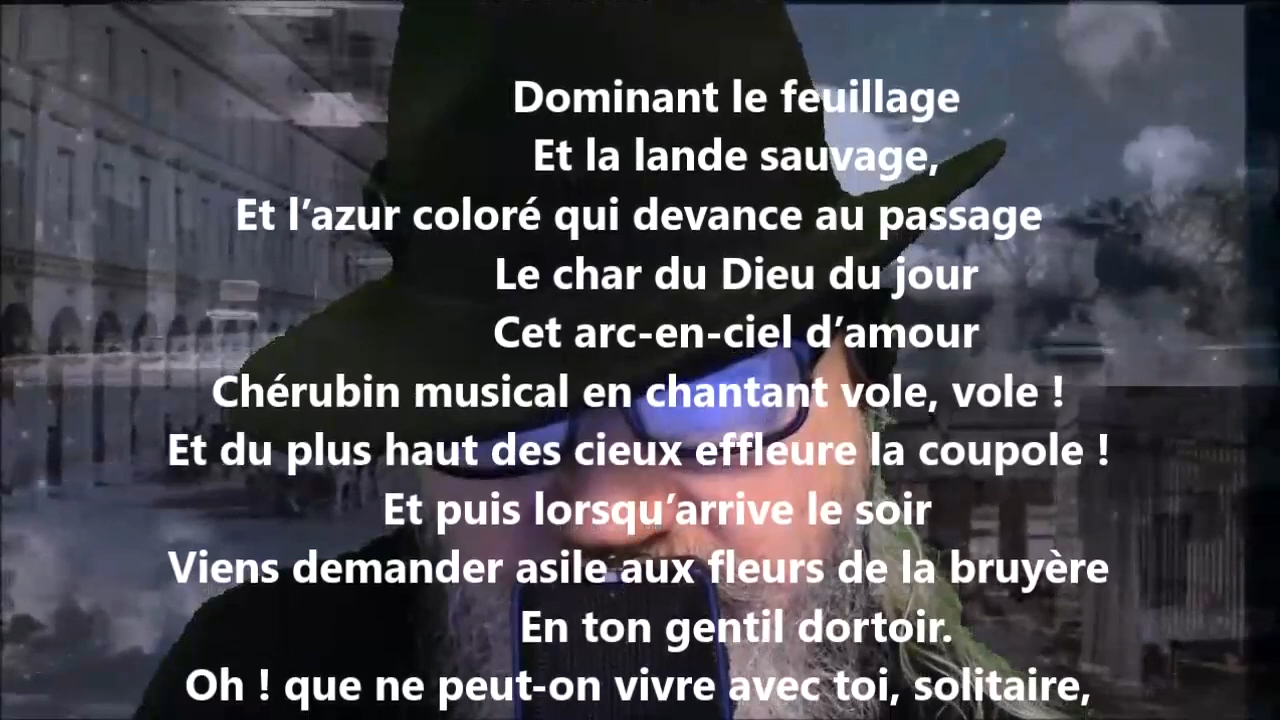 Dominant le feuillage
Et la lande sauvage,
Et l’azur coloré qui devance au passage
Le char du Dieu du jour
Cet arc-en-ciel d’amour
Chérubin musical en chantant vole, vole !
Et du plus haut des cieux effleure la coupole !
Et puis lorsqu’arrive le soir
Viens demander asile aux fleurs de la bruyère
En ton gentil dortoir.
Oh ! que ne peut-on vivre avec toi, solitaire,